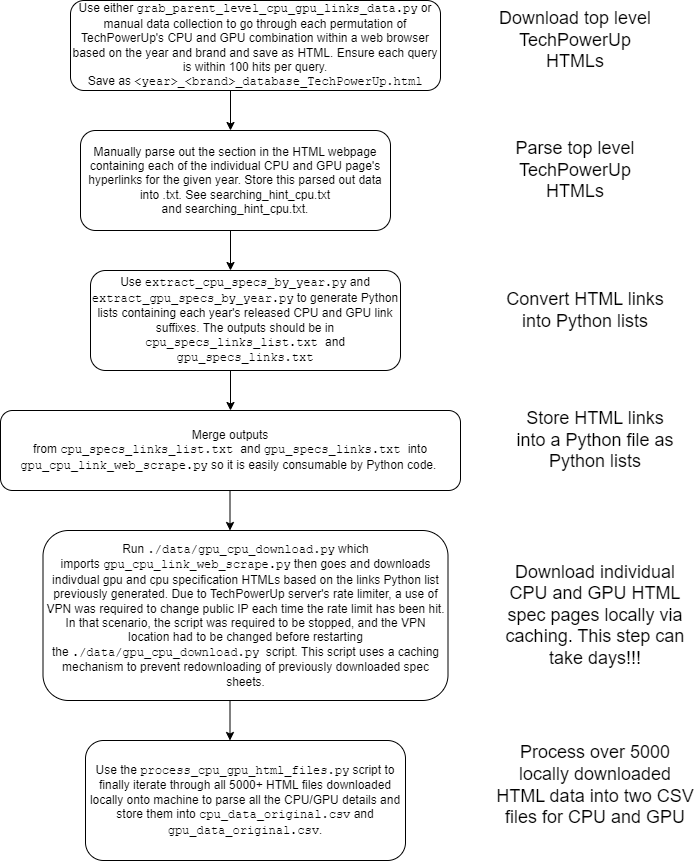 Use either grab_parent_level_cpu_gpu_links_data.py or
manual data collection to go through each permutation of
TechPowerUp's CPU and GPU combination within a web browser
based on the year and brand and save as HTML. Ensure each query
is within 100 hits per query.
Save as <year>_<brand>_database_TechPowerUp.html
Download top level
TechPowerUp
HTMLs
Manually parse out the section in the HTML webpage
containing each of the individual CPU and GPU page's
hyperlinks for the given year. Store this parsed out data
into .txt. See searching_hint_cpu.txt
and searching_hint_cpu.txt.
Parse top level
TechPowerUp
HTMLs
Use extract_cpu_specs_by_year.py and
extract_gpu_specs_by_year.py to generate Python
lists containing each year's released CPU and GPU link
suffixes. The outputs should be in
cpu_specs_links_list.txt and
gpu_specs_links.txt
Convert HTML links
into Python lists
Merge outputs
from cpu_specs_links_list.txt and gpu_specs_links.txt into
gpu_cpu_link_web_scrape.py so it is easily consumable by Python code.
Store HTML links
into a Python file as
Python lists
Run ./data/gpu_cpu_download.py which
imports gpu_cpu_link_web_scrape.py then goes and downloads
indivdual gpu and cpu specification HTMLs based on the links Python list
previously generated. Due to TechPowerUp server's rate limiter, a use of
VPN was required to change public IP each time the rate limit has been hit.
In that scenario, the script was required to be stopped, and the VPN
location had to be changed before restarting
the ./data/gpu_cpu_download.py script. This script uses a caching
mechanism to prevent redownloading of previously downloaded spec
sheets.
Download individual
CPU and GPU HTML
spec pages locally via
caching. This step can
take days!!!
Use the process_cpu_gpu_html_files.py script to
finally iterate through all 5000+ HTML files downloaded
locally onto machine to parse all the CPU/GPU details and
store them into cpu_data_original.csv and
gpu_data_original.csv.
Process over 5000
locally downloaded
HTML data into two CSV
files for CPU and GPU